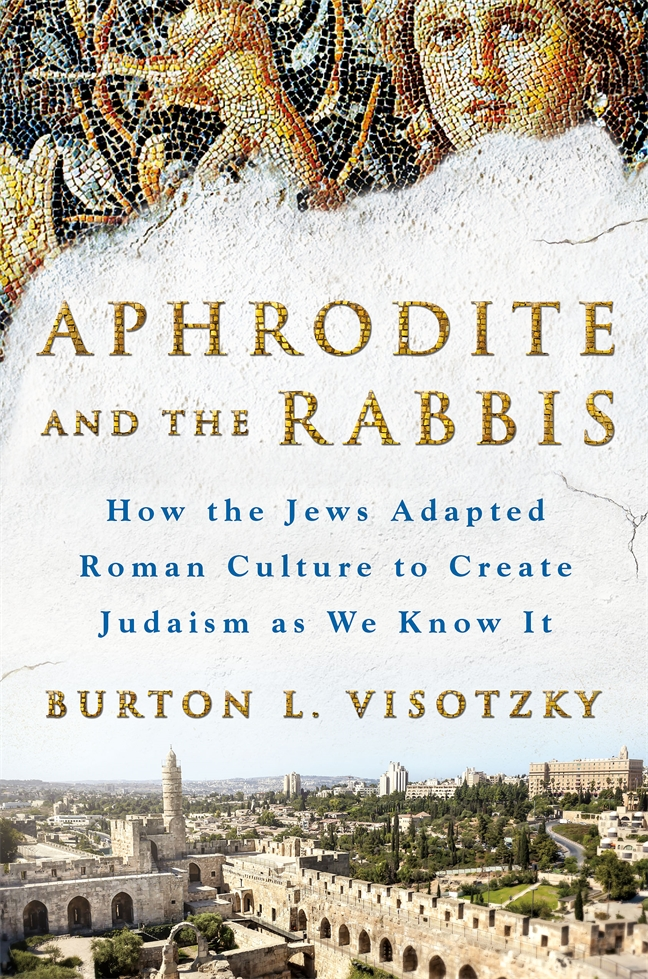 APHRODITE
AND THE RABBIS
How the Jews Adapted
Roman Culture to Create
Judaism as We Know It
BURTON L. VISOTZKY